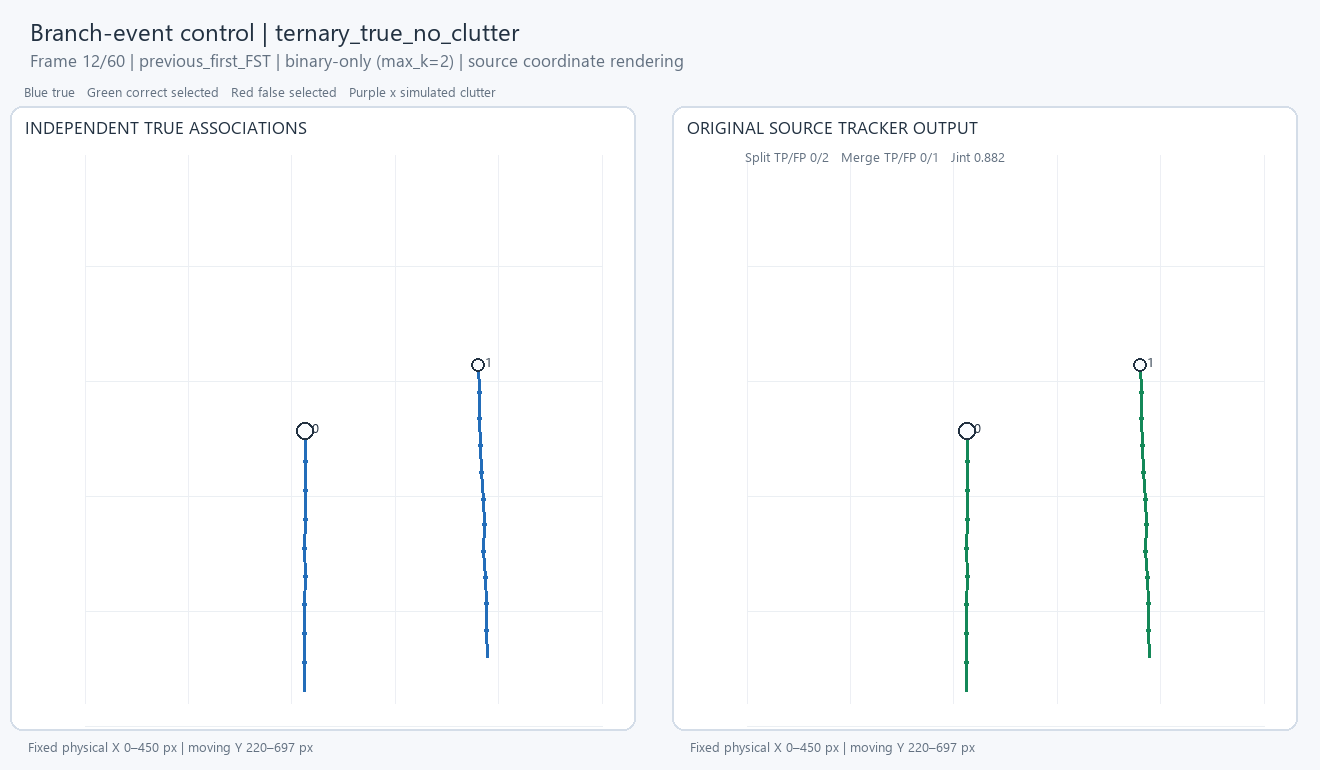 Branch-event control | ternary_true_no_clutter
Frame 12/60 | previous_first_FST | binary-only (max_k=2) | source coordinate rendering
Blue true   Green correct selected   Red false selected   Purple x simulated clutter
INDEPENDENT TRUE ASSOCIATIONS
1
0
Fixed physical X 0–450 px | moving Y 220–697 px
ORIGINAL SOURCE TRACKER OUTPUT
Split TP/FP 0/2   Merge TP/FP 0/1   Jint 0.882
1
0
Fixed physical X 0–450 px | moving Y 220–697 px